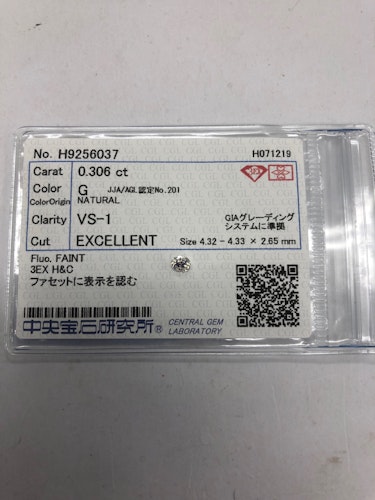 No. H9256037 H071219
Carat 0.306 ct
Color G JJA/AGL認定No.201
ColorOrigin NATURAL
Clarity VS-1 GIAグレーディング
システムに準拠
Cut EXCELLENT Size 4.32 - 4.33 × 2.65 mm
Fluo. FAINT
3EX H&C
ファセットに表示を認む
中央宝石研究所® CENTRAL GEM
LABORATORY